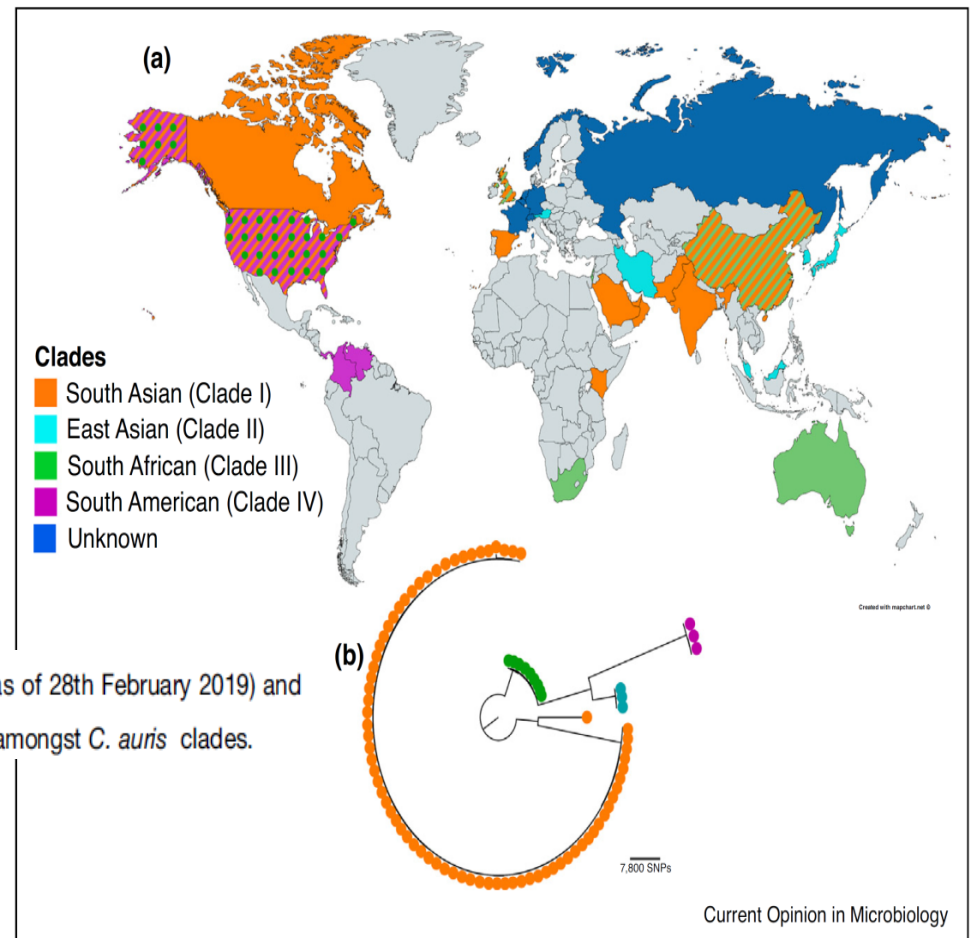 (a)
Clades
South Asian (Clade I)
East Asian (Clade II)
South African (Clade III)
South American (Clade IV)
Unknown
Created with mapchart.net ©
(b)
as of 28th February 2019) and
amongst C. auris clades.
7,800 SNPs
Current Opinion in Microbiology